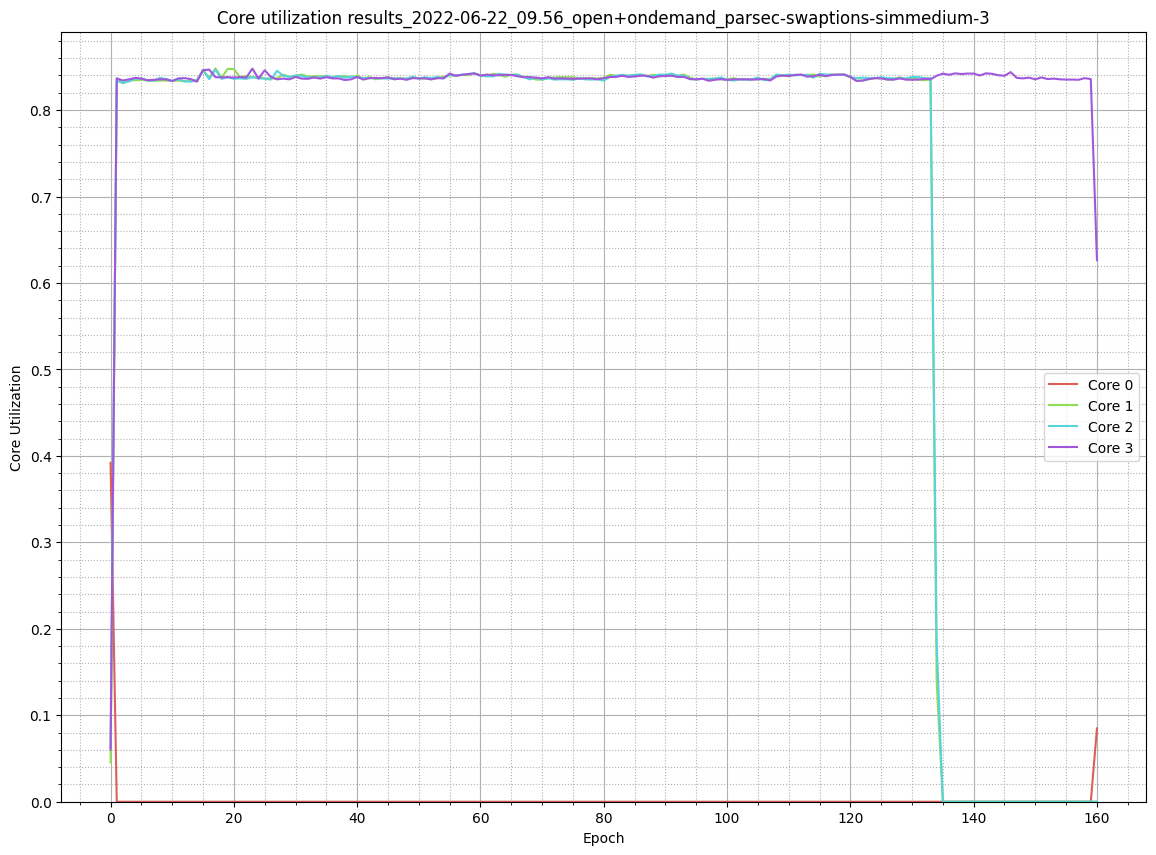 Core utilization results_2022-06-22_09.56_open+ondemand_parsec-swaptions-simmedium-3
0.8
0.7
0.6
0.5
0.4
0.3
0.2
0.1
0.0
Core Utilization
Core 0
Core 1
Core 2
Core 3
0 20 40 60 80 100 120 140 160
Epoch